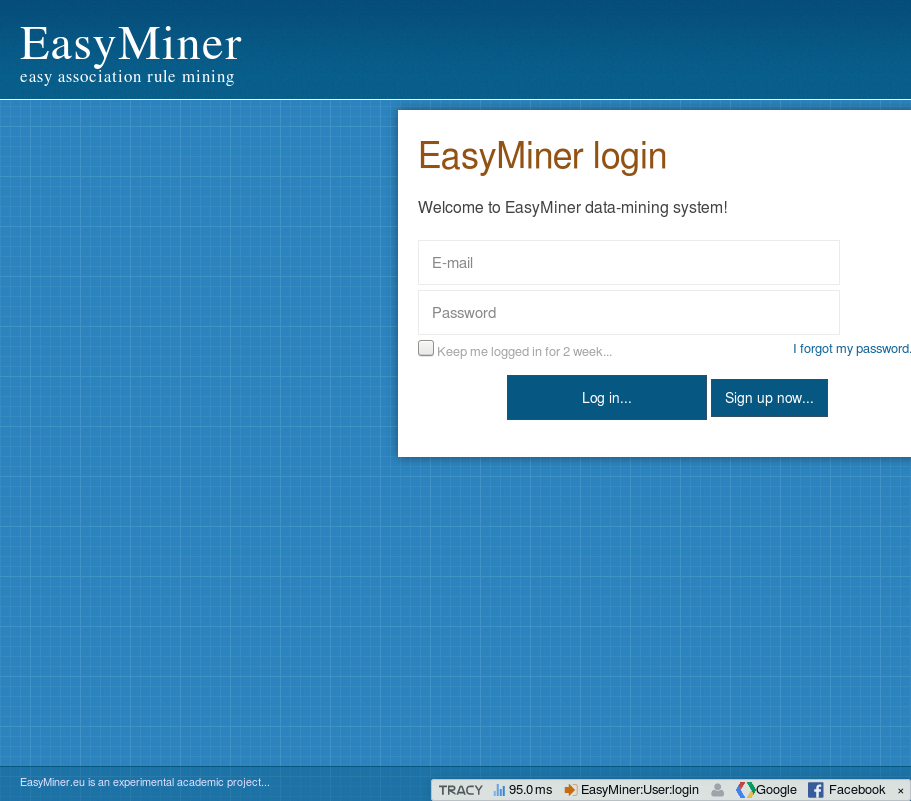 EasyMiner
easy association rule mining
EasyMiner login
Welcome to EasyMiner data-mining system!
E-mail
Password
Keep me logged in for 2 week...
I forgot my password.
Log in...
Sign up now...
EasyMiner.eu is an experimental academic project...
TRACY 95.0 ms EasyMiner:User:login Google Facebook ×